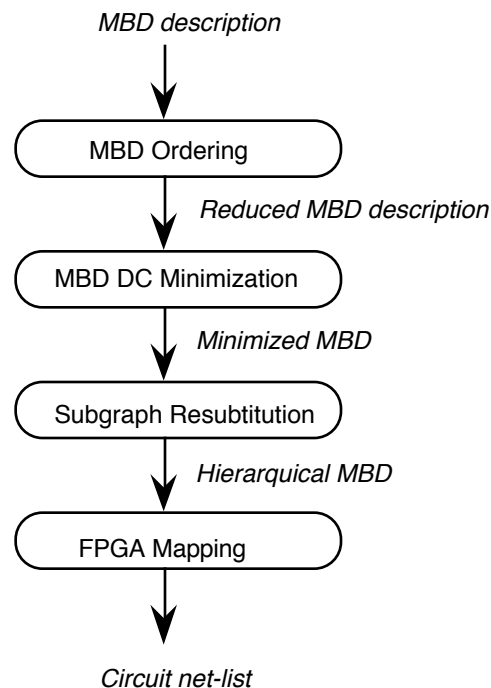 MBD description
MBD Ordering
Reduced MBD description
MBD DC Minimization
Minimized MBD
Subgraph Resubtitution
Hierarquical MBD
FPGA Mapping
Circuit net-list